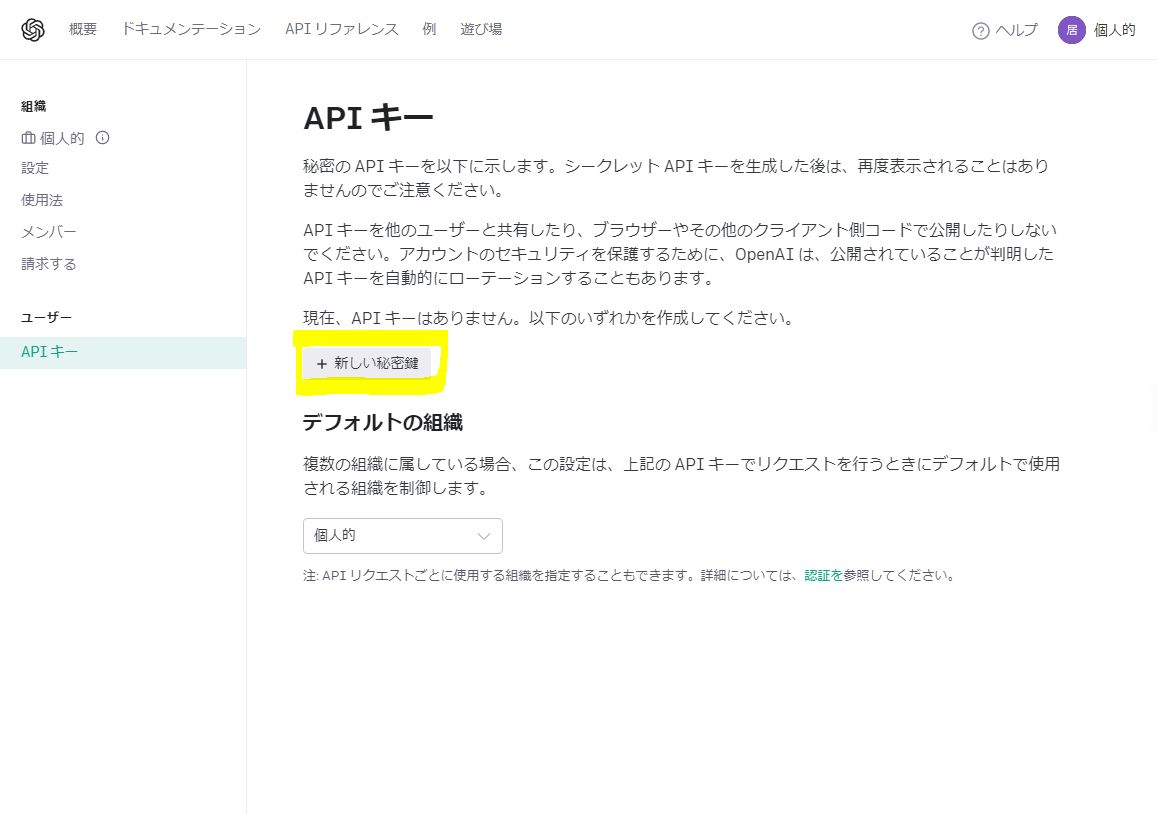 概要 ドキュメンテーション API リファレンス 例 遊び場 ヘルプ 居 個人的
組織
個人的
設定
使用法
メンバー
請求する
ユーザー
API キー
API キー
秘密の API キーを以下に示します。シークレット API キーを生成した後は、再度表示されることはあり
ませんのでご注意ください。
API キーを他のユーザーと共有したり、ブラウザーやその他のクライアント側コードで公開したりしない
でください。アカウントのセキュリティを保護するために、OpenAI は、公開されていることが判明した
API キーを自動的にローテーションすることもあります。
現在、API キーはありません。以下のいずれかを作成してください。
+ 新しい秘密鍵
デフォルトの組織
複数の組織に属している場合、この設定は、上記の API キーでリクエストを行うときにデフォルトで使用
される組織を制御します。
個人的
注: API リクエストごとに使用する組織を指定することもできます。詳細については、認証を参照してください。